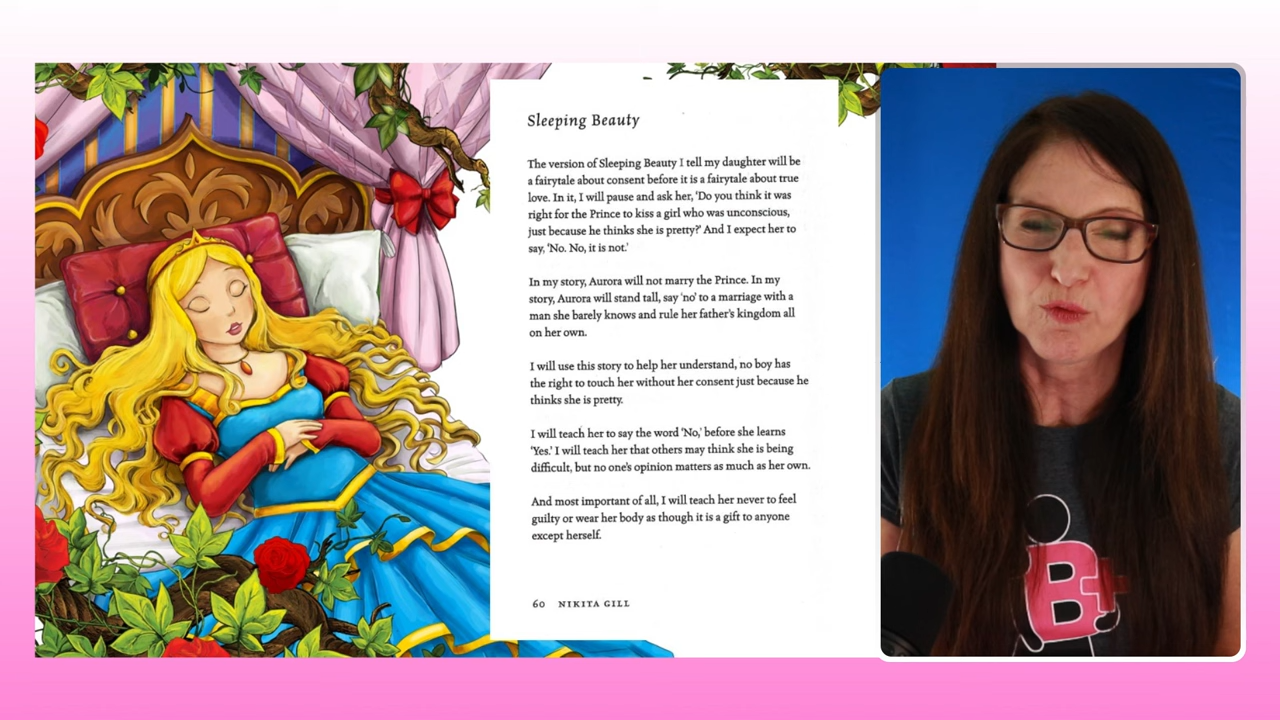 Sleeping Beauty
The version of Sleeping Beauty I tell my daughter will be
a fairytale about consent before it is a fairytale about true
love. In it, I will pause and ask her, ‘Do you think it was
right for the Prince to kiss a girl who was unconscious,
just because he thinks she is pretty?’ And I expect her to
say, ‘No. No, it is not.’
In my story, Aurora will not marry the Prince. In my
story, Aurora will stand tall, say ‘no’ to a marriage with a
man she barely knows and rule her father’s kingdom all
on her own.
I will use this story to help her understand, no boy has
the right to touch her without her consent just because he
thinks she is pretty.
I will teach her to say the word ‘No,’ before she learns
‘Yes.’ I will teach her that others may think she is being
difficult, but no one’s opinion matters as much as her own.
And most important of all, I will teach her never to feel
guilty or wear her body as though it is a gift to anyone
except herself.
60 NIKITA GILL
B+